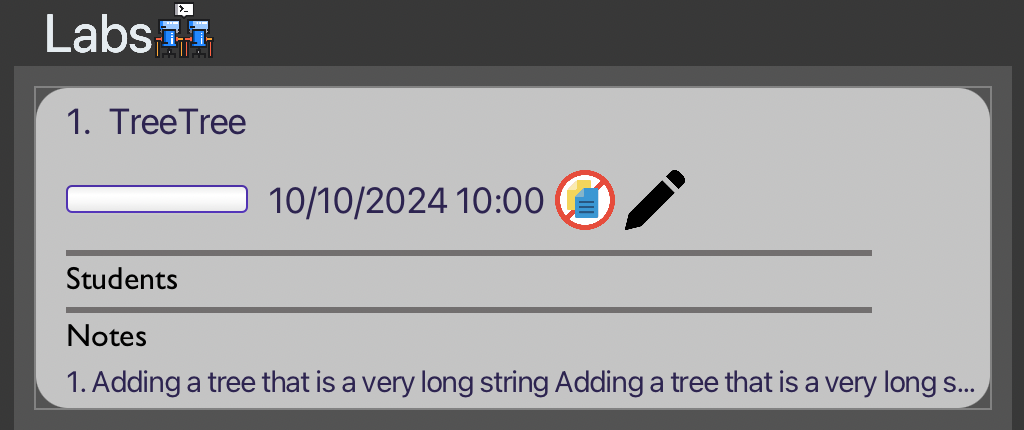 Labs
1. TreeTree
10/10/2024 10:00
Students
Notes
1. Adding a tree that is a very long string Adding a tree that is a very long s...